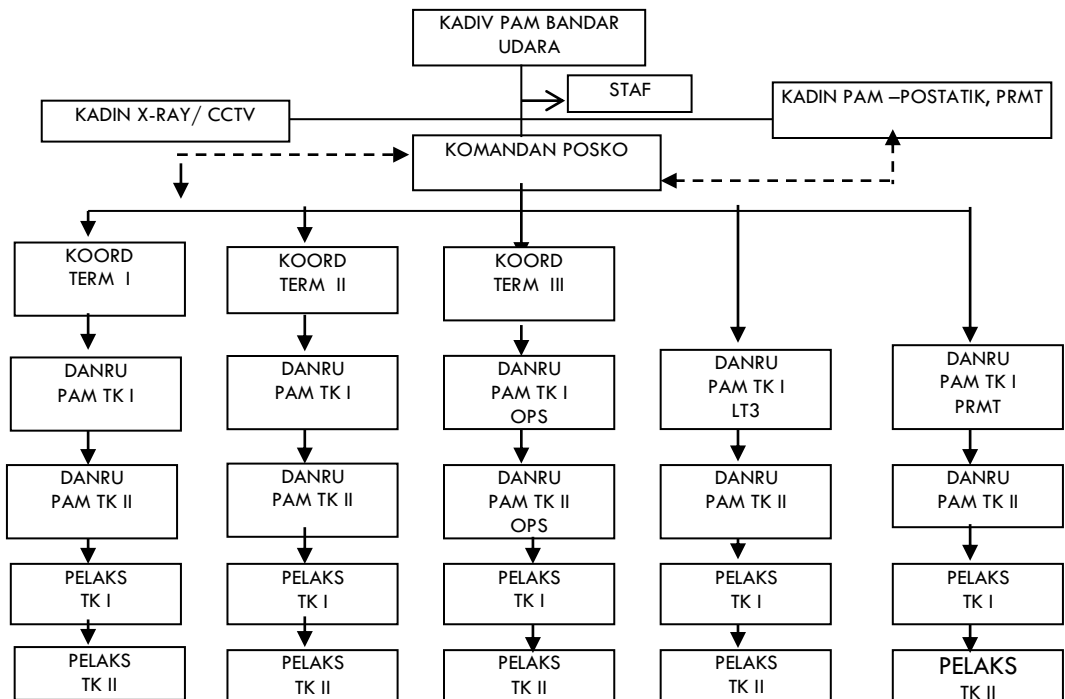 KADIV PAM BANDAR
UDARA
STAF
KADIN X-RAY/ CCTV
KADIN PAM –POSTATIK, PRMT
KOMANDAN POSKO
KOORD
TERM I
KOORD
TERM II
KOORD
TERM III
DANRU
PAM TK I
DANRU
PAM TK I
DANRU
PAM TK I
OPS
DANRU
PAM TK I
LT3
DANRU
PAM TK I
PRMT
DANRU
PAM TK II
DANRU
PAM TK II
DANRU
PAM TK II
OPS
DANRU
PAM TK II
DANRU
PAM TK II
PELAKS
TK I
PELAKS
TK I
PELAKS
TK I
PELAKS
TK I
PELAKS
TK I
PELAKS
TK II
PELAKS
TK II
PELAKS
TK II
PELAKS
TK II
PELAKS
TK II